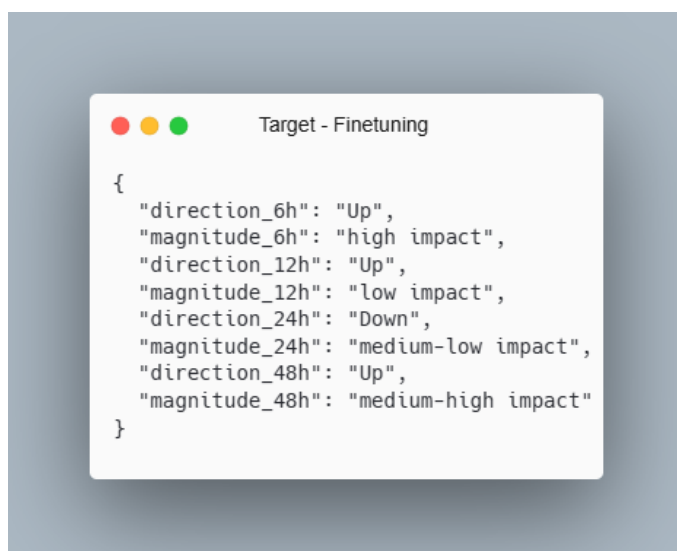 Target - Finetuning
{
  "direction_6h": "Up",
  "magnitude_6h": "high impact",
  "direction_12h": "Up",
  "magnitude_12h": "low impact",
  "direction_24h": "Down",
  "magnitude_24h": "medium-low impact",
  "direction_48h": "Up",
  "magnitude_48h": "medium-high impact"
}